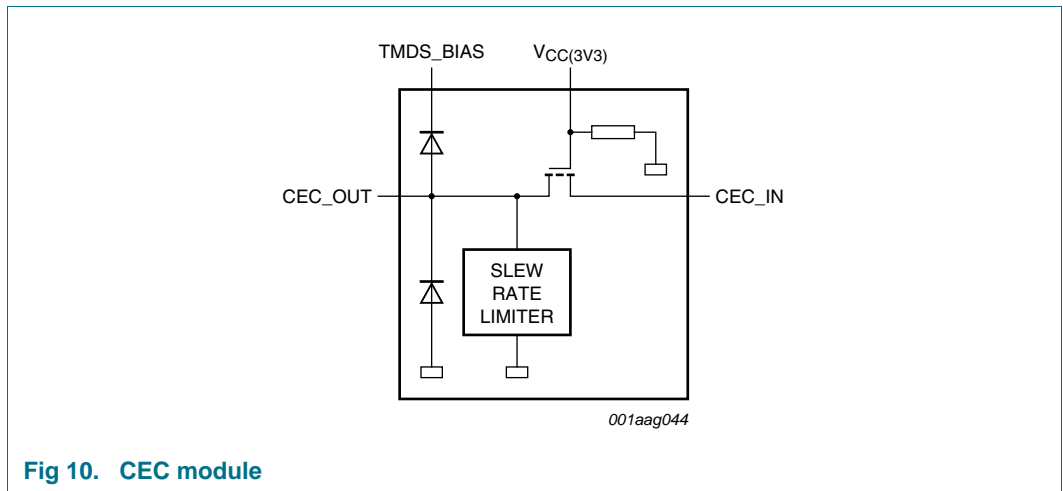 TMDS_BIAS
VCC(3V3)
CEC_OUT
CEC_IN
SLEW
RATE
LIMITER
001aag044
Fig 10. CEC module